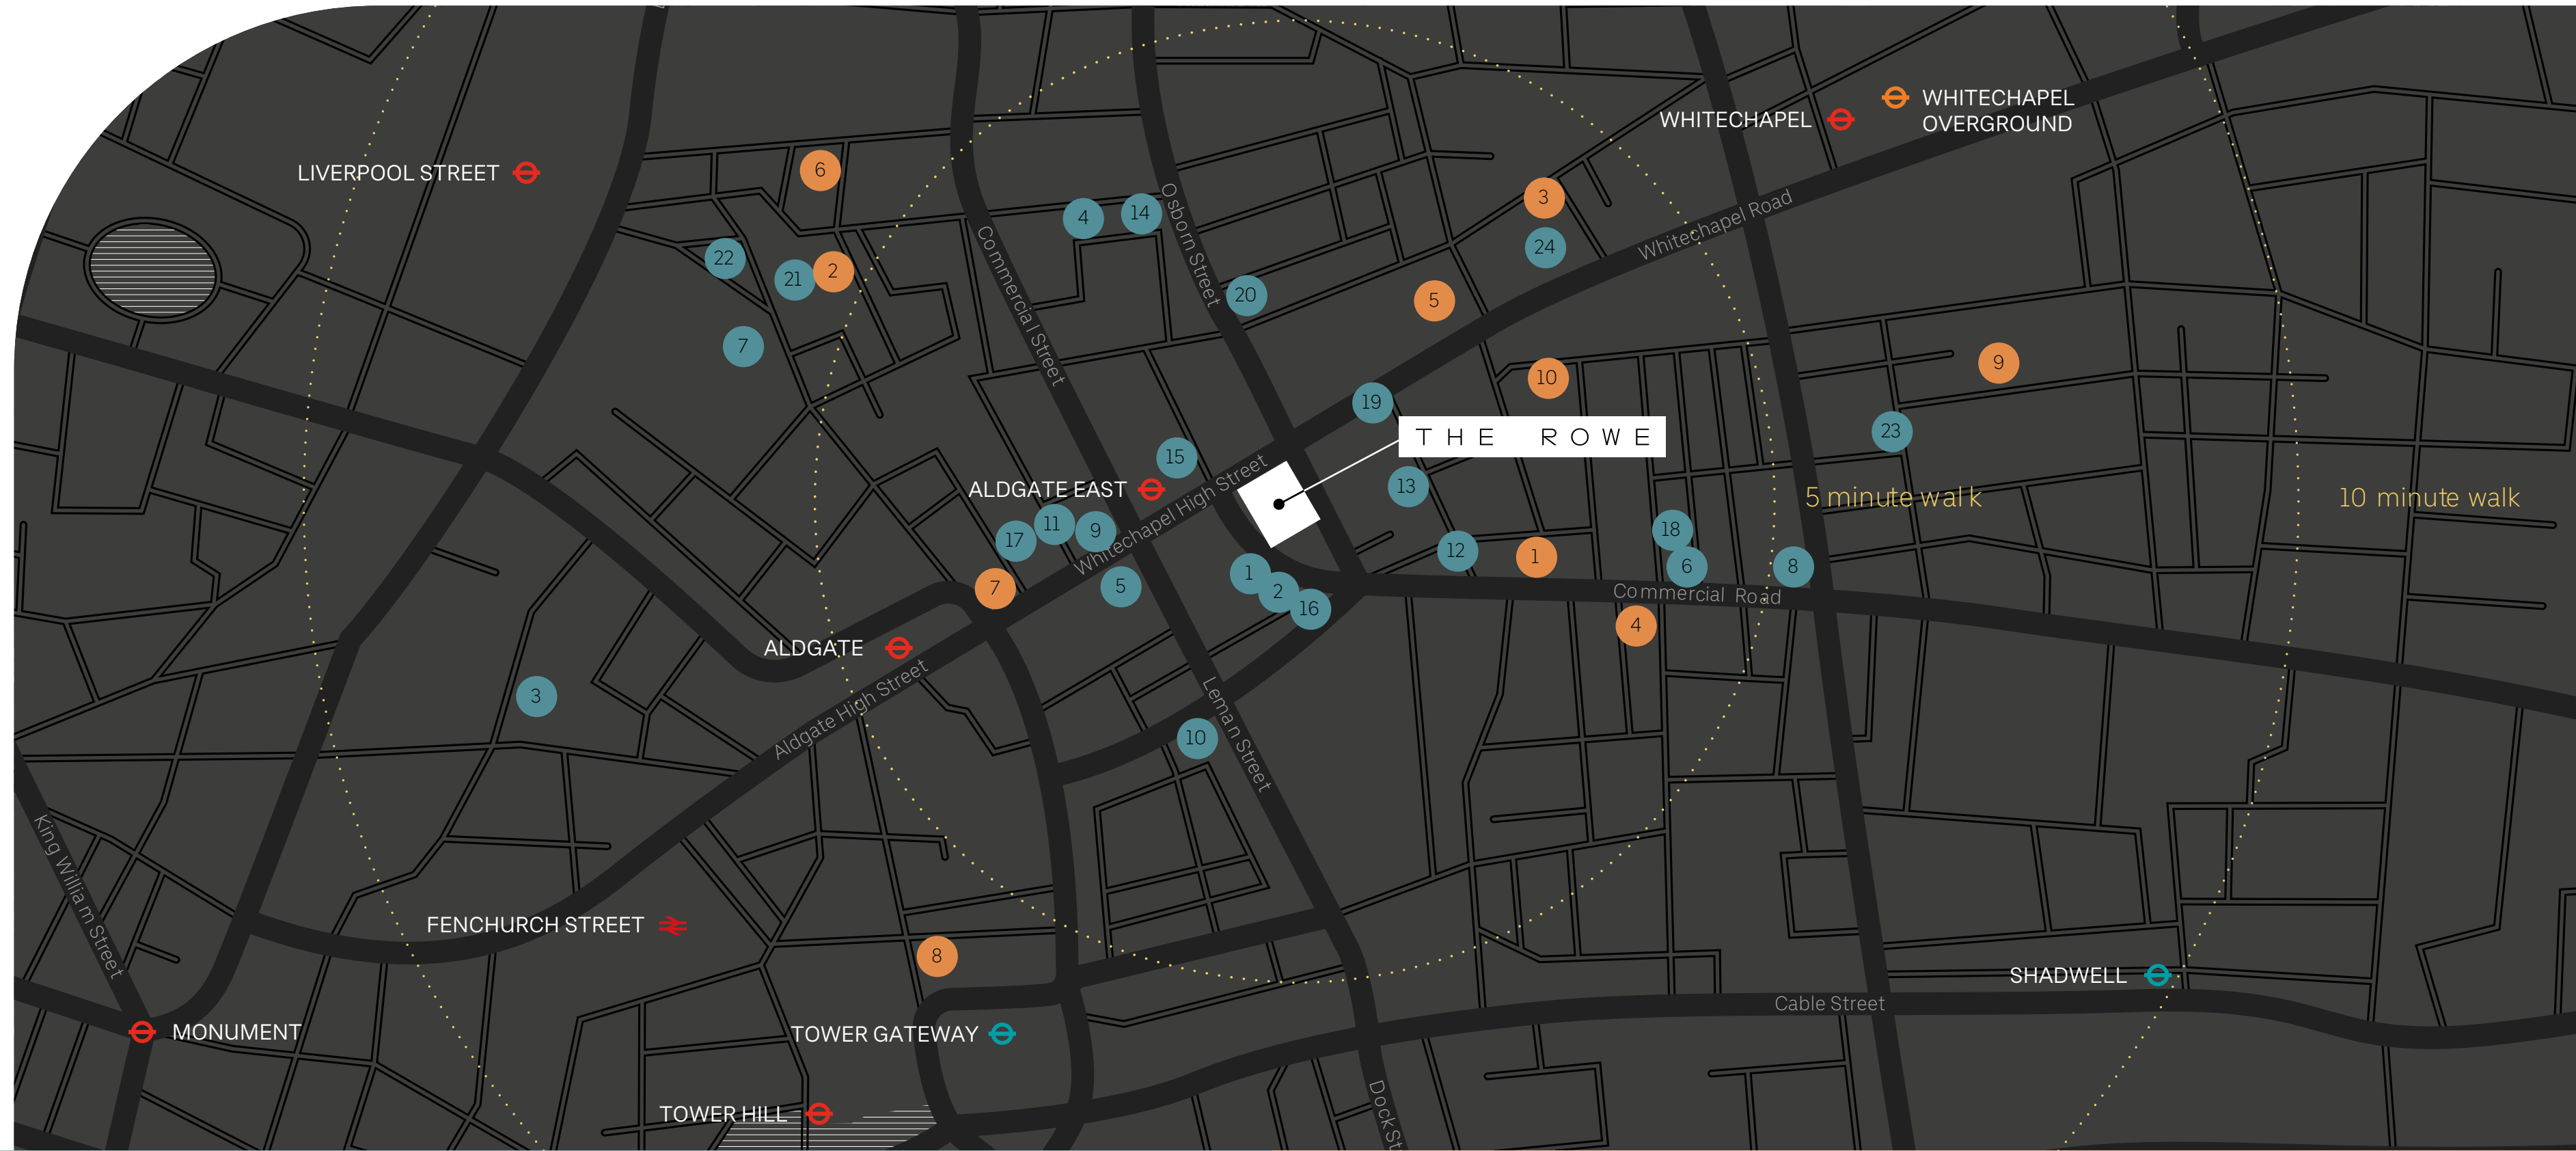 WHITECHAPEL
OVERGROUND
WHITECHAPEL
LIVERPOOL STREET
6
3
4
14
Osborn Street
Whitechapel Road
Commercial Street
24
22
21
2
20
5
7
9
10
19
23
THE ROWE
15
ALDGATE EAST
Whitechapel High Street
13
5 minute walk
10 minute walk
11
9
17
18
12
1
6
8
1
2
16
5
7
Commercial Road
4
ALDGATE
Aldgate High Street
3
Leman Street
10
King William Street
FENCHURCH STREET
8
SHADWELL
Cable Street
MONUMENT
TOWER GATEWAY
TOWER HILL
Dock St